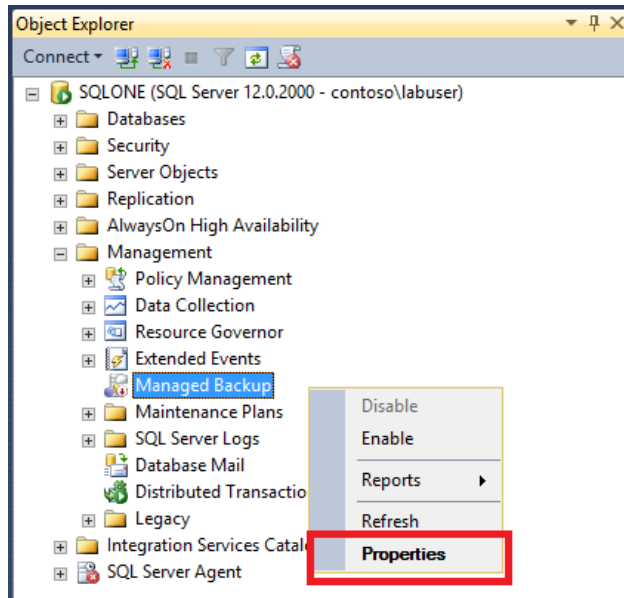 Object Explorer
Connect
SQLONE (SQL Server 12.0.2000 - contoso\labuser)
Databases
Security
Server Objects
Replication
AlwaysOn High Availability
Management
Policy Management
Data Collection
Resource Governor
Extended Events
Managed Backup
Maintenance Plans
SQL Server Logs
Database Mail
Distributed Transactio
Legacy
Integration Services Catal
SQL Server Agent
Disable
Enable
Reports
Refresh
Properties